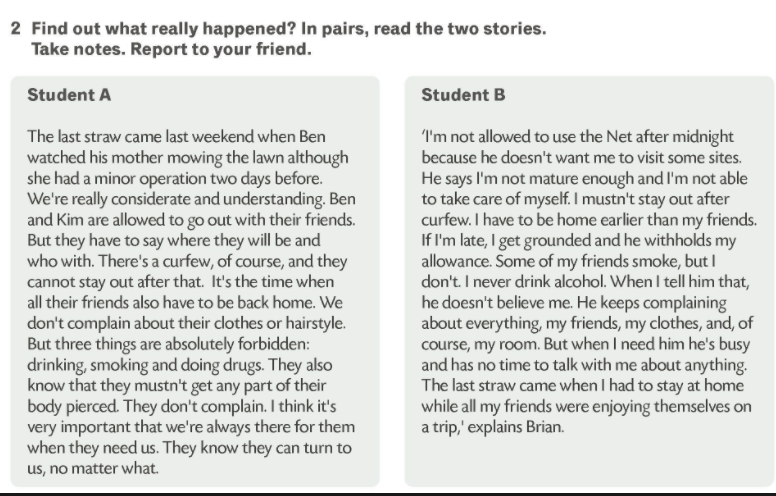 2 Find out what really happened? In pairs, read the two stories.
Take notes. Report to your friend.
Student A
The last straw came last weekend when Ben
watched his mother mowing the lawn although
she had a minor operation two days before.
We're really considerate and understanding. Ben
and Kim are allowed to go out with their friends.
But they have to say where they will be and
who with. There's a curfew, of course, and they
cannot stay out after that. It's the time when
all their friends also have to be back home. We
don't complain about their clothes or hairstyle.
But three things are absolutely forbidden:
drinking, smoking and doing drugs. They also
know that they mustn't get any part of their
body pierced. They don't complain. I think it's
very important that we're always there for them
when they need us. They know they can turn to
us, no matter what.
Student B
'I'm not allowed to use the Net after midnight
because he doesn't want me to visit some sites.
He says I'm not mature enough and I'm not able
to take care of myself. I mustn't stay out after
curfew. I have to be home earlier than my friends.
If I'm late, I get grounded and he withholds my
allowance. Some of my friends smoke, but I
don't. I never drink alcohol. When I tell him that,
he doesn't believe me. He keeps complaining
about everything, my friends, my clothes, and, of
course, my room. But when I need him he's busy
and has no time to talk with me about anything.
The last straw came when I had to stay at home
while all my friends were enjoying themselves on
a trip,' explains Brian.